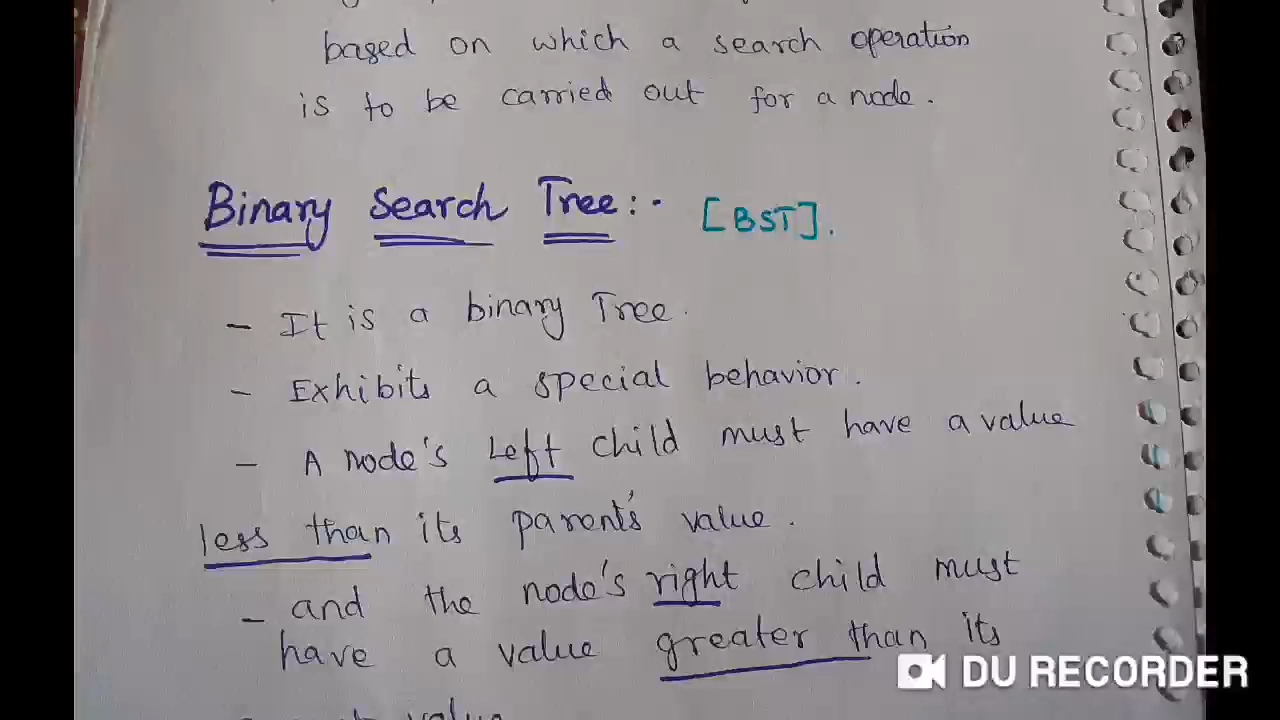 based on which a search operation
is to be carried out for a node.
Binary Search Tree:- [BST].
- It is a binary Tree.
- Exhibits a special behavior.
- A node's Left child must have a value
less than its parent's value.
- and the node's right child must
have a value greater than its
value
DU RECORDER